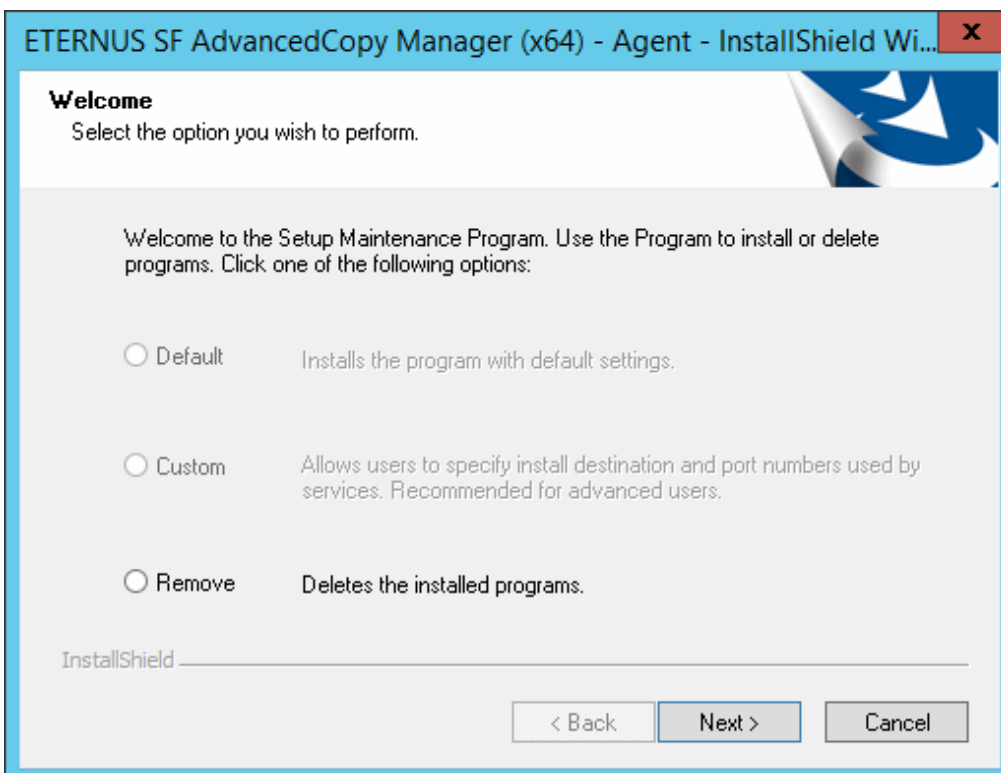 ETERNUS SF AdvancedCopy Manager (x64) - Agent - InstallShield Wi...
x
Welcome
Select the option you wish to perform.
Welcome to the Setup Maintenance Program. Use the Program to install or delete
programs. Click one of the following options:
Default Installs the program with default settings.
Custom Allows users to specify install destination and port numbers used by
services. Recommended for advanced users.
Remove Deletes the installed programs.
InstallShield
< Back Next > Cancel